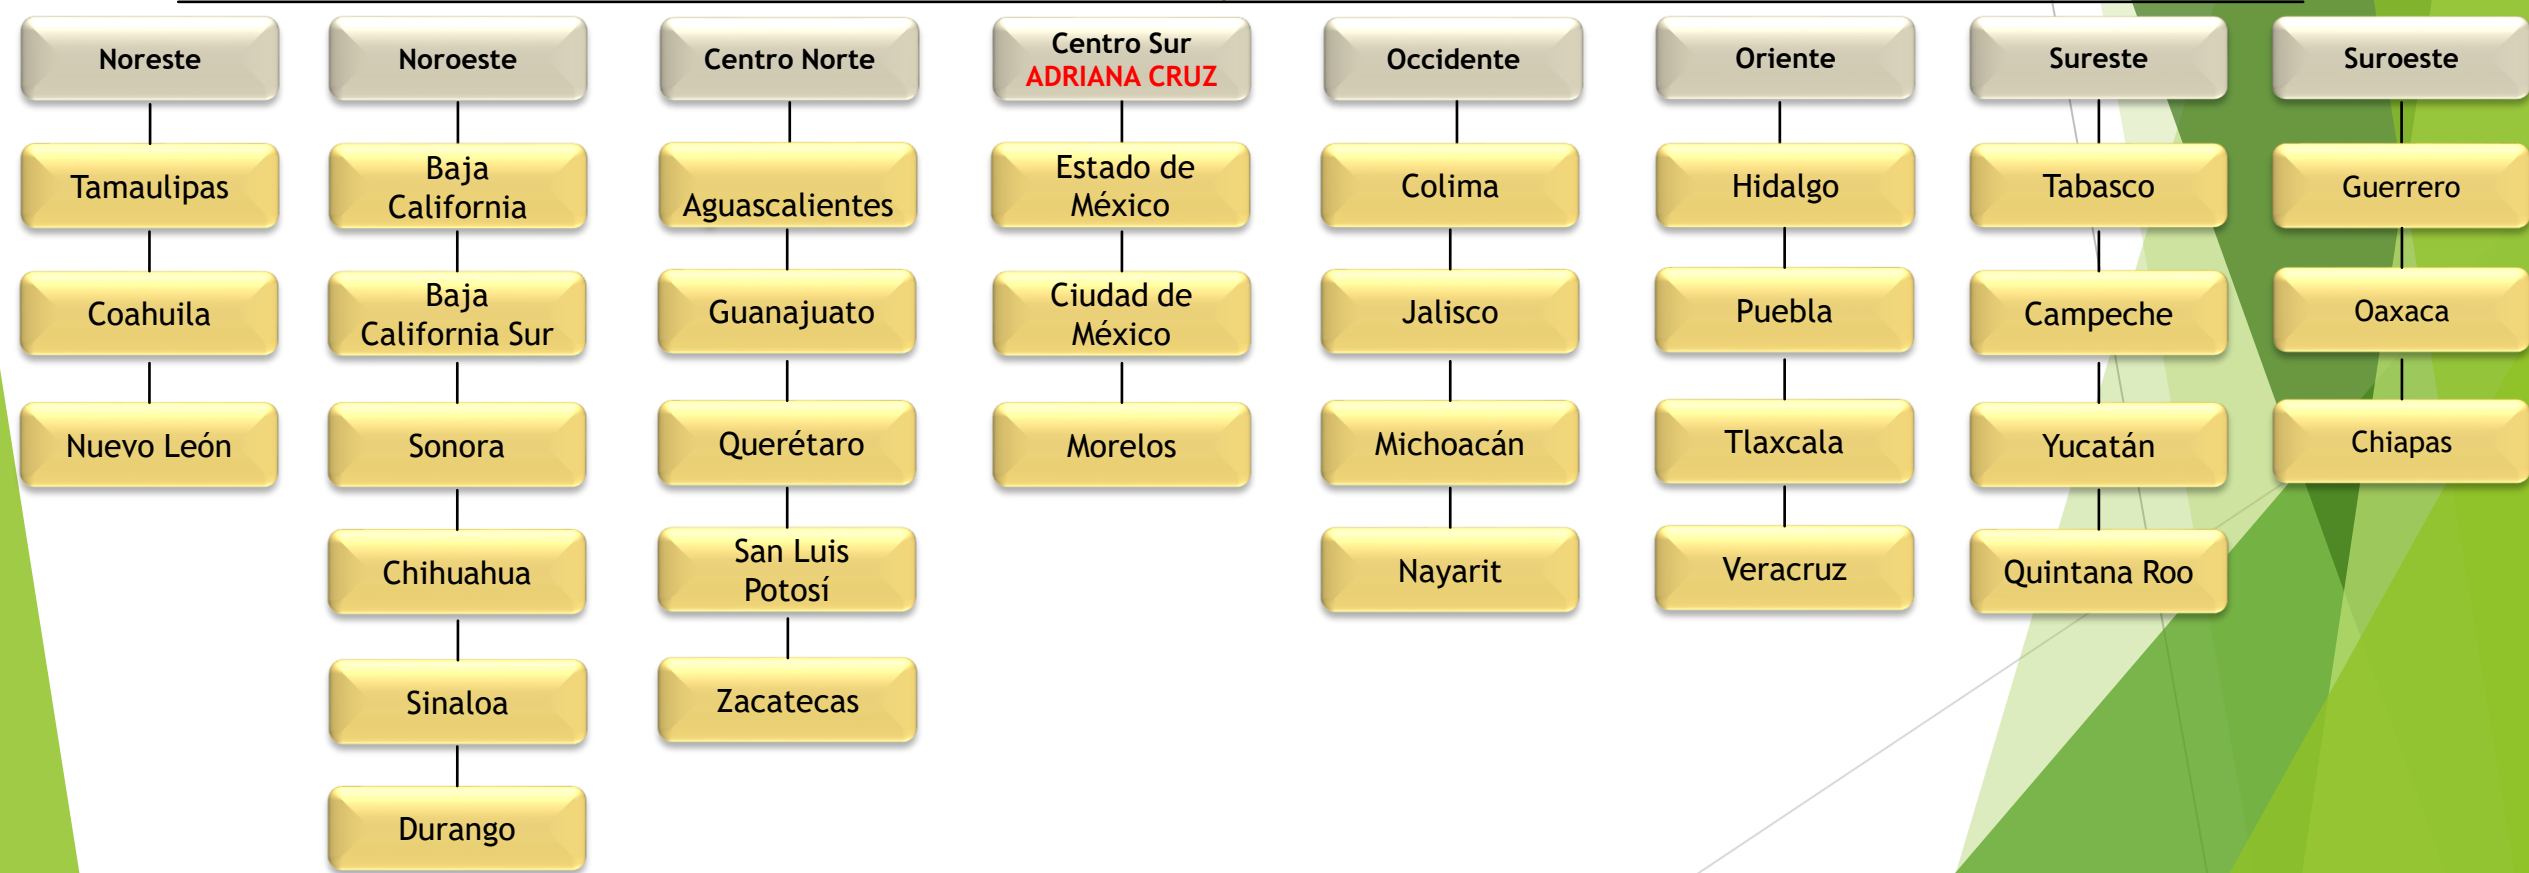 Noreste
Tamaulipas
Coahuila
Nuevo León
Noroeste
Baja
California
Baja
California Sur
Sonora
Chihuahua
Sinaloa
Durango
Centro Norte
Aguascalientes
Guanajuato
Querétaro
San Luis
Potosí
Zacatecas
Centro Sur
ADRIANA CRUZ
Estado de
México
Ciudad de
México
Morelos
Occidente
Colima
Jalisco
Michoacán
Nayarit
Oriente
Hidalgo
Puebla
Tlaxcala
Veracruz
Sureste
Tabasco
Campeche
Yucatán
Quintana Roo
Suroeste
Guerrero
Oaxaca
Chiapas